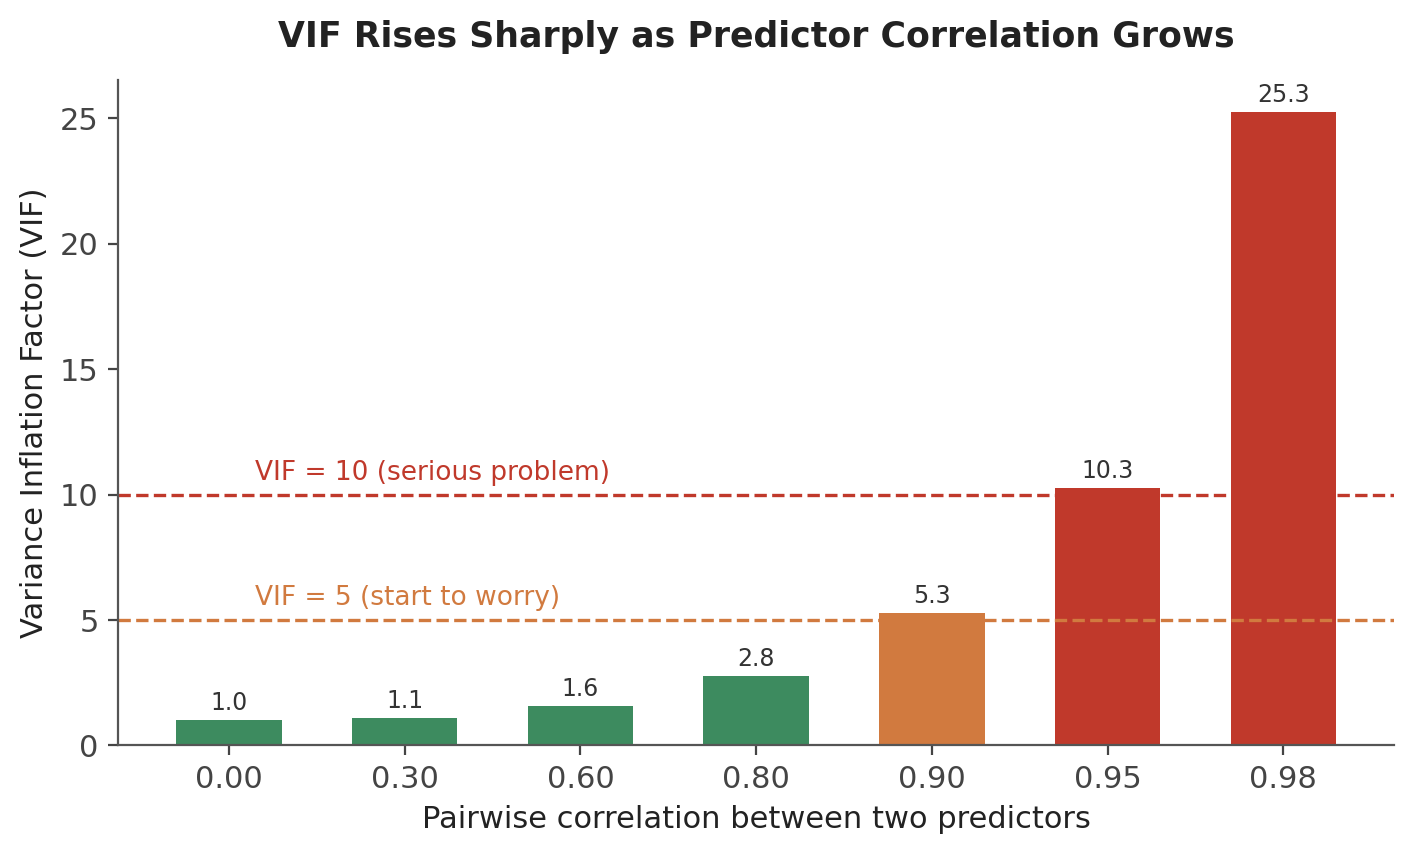 VIF Rises Sharply as Predictor Correlation Grows
Variance Inflation Factor (VIF)
25
20
15
10
5
0
25.3
VIF = 10 (serious problem)
10.3
VIF = 5 (start to worry)
5.3
2.8
1.6
1.1
1.0
0.00 0.30 0.60 0.80 0.90 0.95 0.98
Pairwise correlation between two predictors